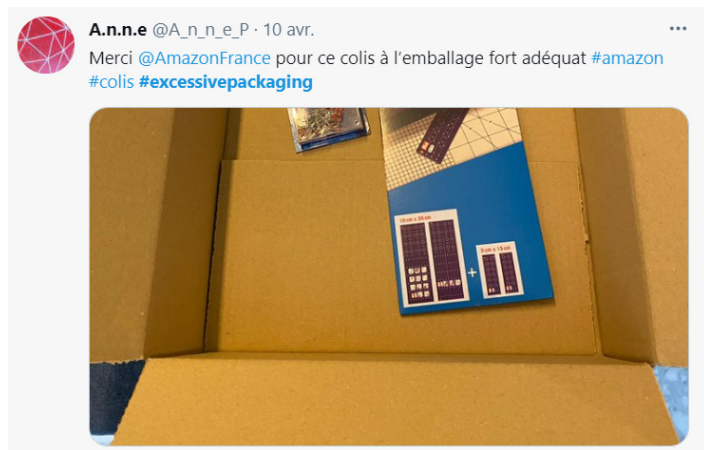 A.n.n.e @A_n_n_e_P · 10 avr.
Merci @AmazonFrance pour ce colis à l'emballage fort adéquat #amazon
#colis #excessivepackaging
10 cm x 30 cm
5 cm x 15 cm
+